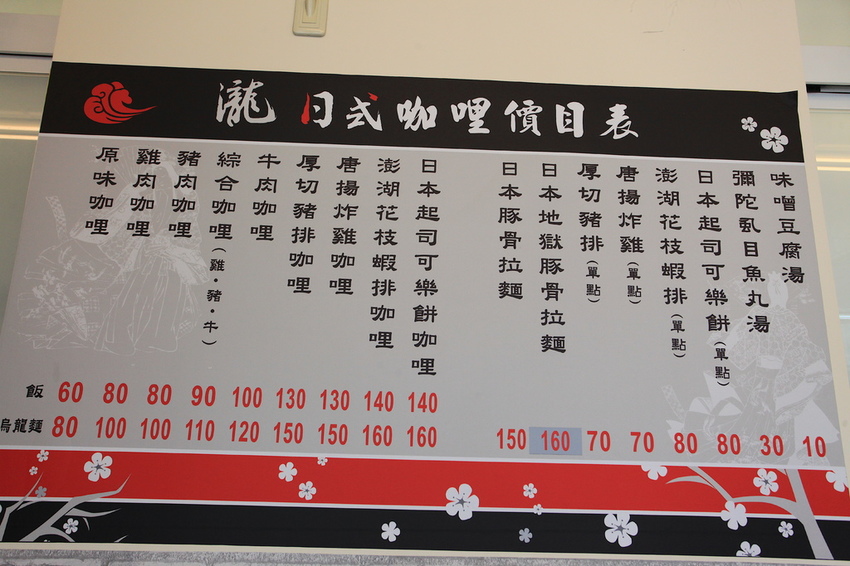 瀧 日式咖哩價目表
原味咖哩
雞肉咖哩
豬肉咖哩
綜合咖哩(雞·豬·牛)
牛肉咖哩
厚切豬排咖哩
唐揚炸雞咖哩
澎湖花枝蝦排咖哩
日本起司可樂餅咖哩
日本豚骨拉麵
日本地獄豚骨拉麵
厚切豬排(單點)
唐揚炸雞(單點)
澎湖花枝蝦排(單點)
日本起司可樂餅(單點)
彌陀虱目魚丸湯
味噌豆腐湯
飯 60 80 80 90 100 130 130 140 140
烏龍麵 80 100 100 110 120 150 150 160 160 150 160 70 70 80 80 30 10